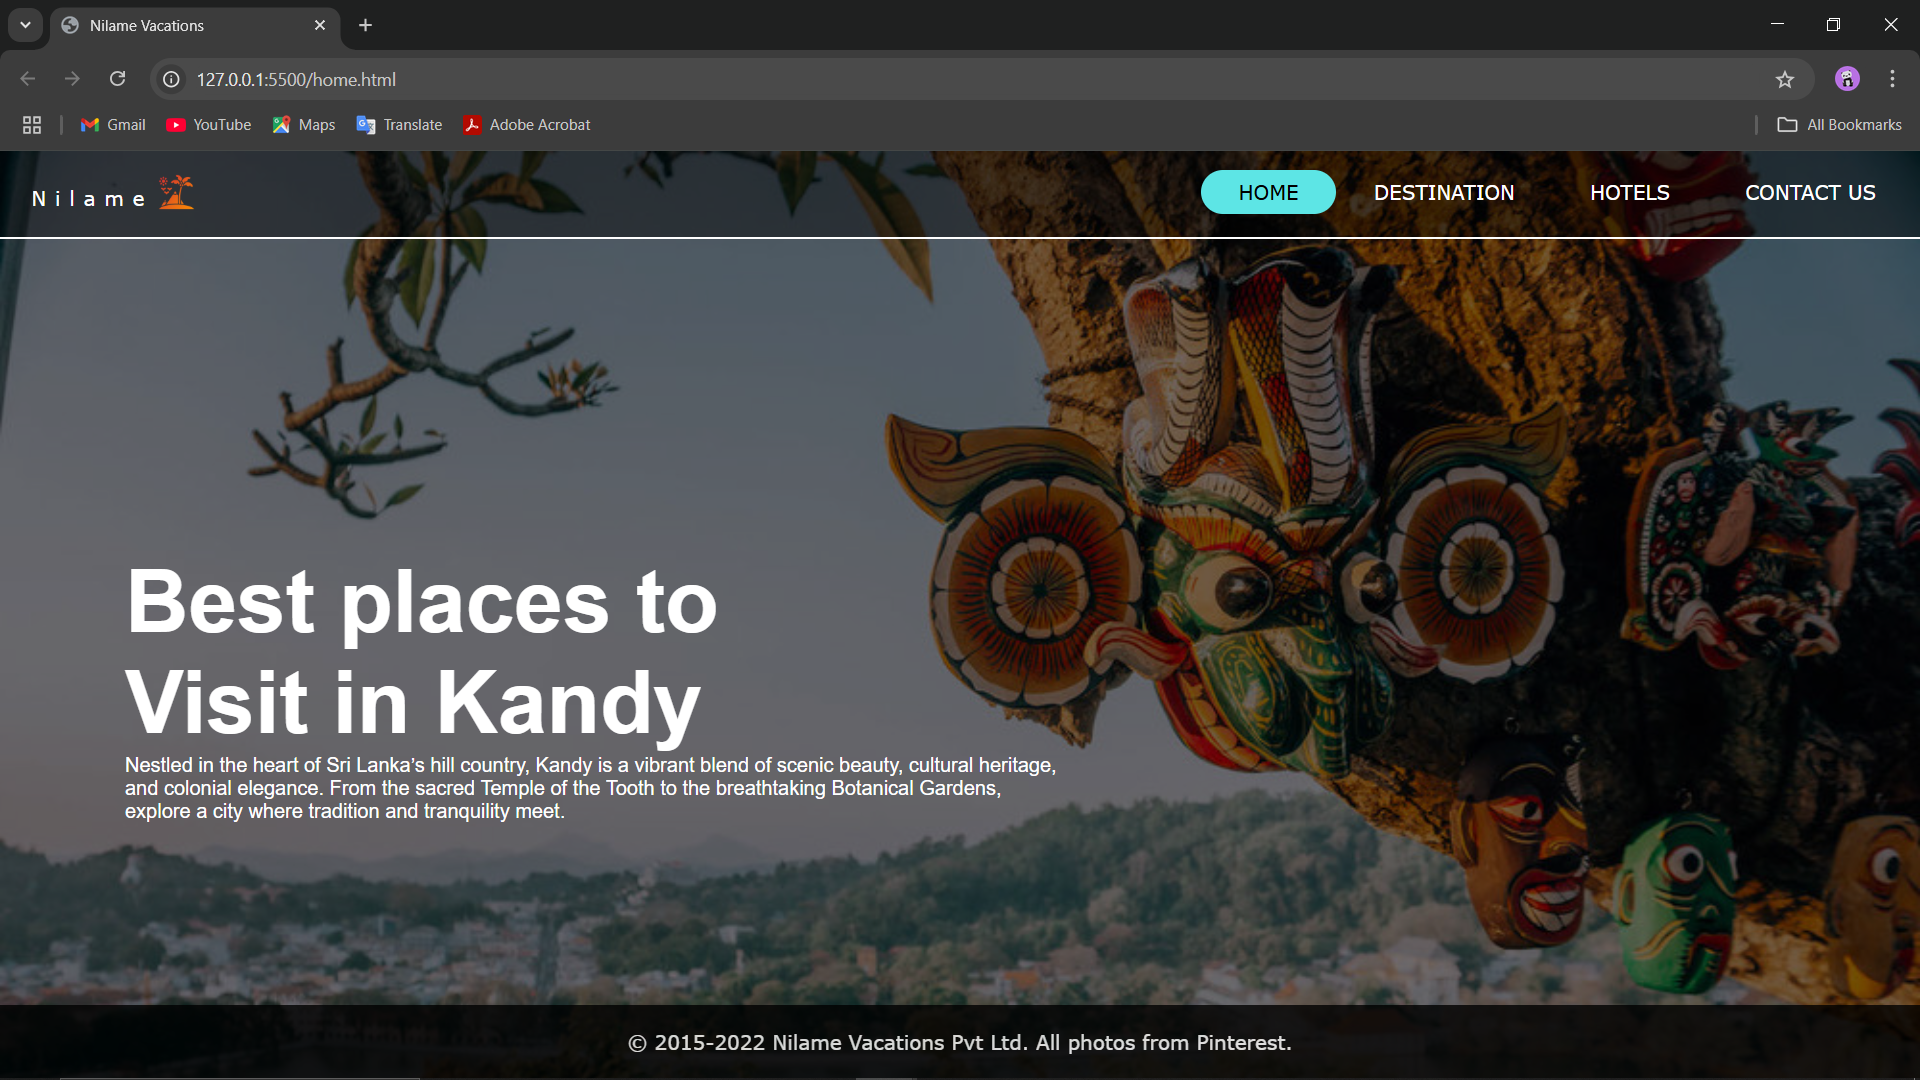 Nilame Vacations
127.0.0.1:5500/home.html
Gmail YouTube Maps Translate Adobe Acrobat All Bookmarks
Nilame HOME DESTINATION HOTELS CONTACT US
Best places to
Visit in Kandy
Nestled in the heart of Sri Lanka’s hill country, Kandy is a vibrant blend of scenic beauty, cultural heritage,
and colonial elegance. From the sacred Temple of the Tooth to the breathtaking Botanical Gardens,
explore a city where tradition and tranquility meet.
© 2015-2022 Nilame Vacations Pvt Ltd. All photos from Pinterest.